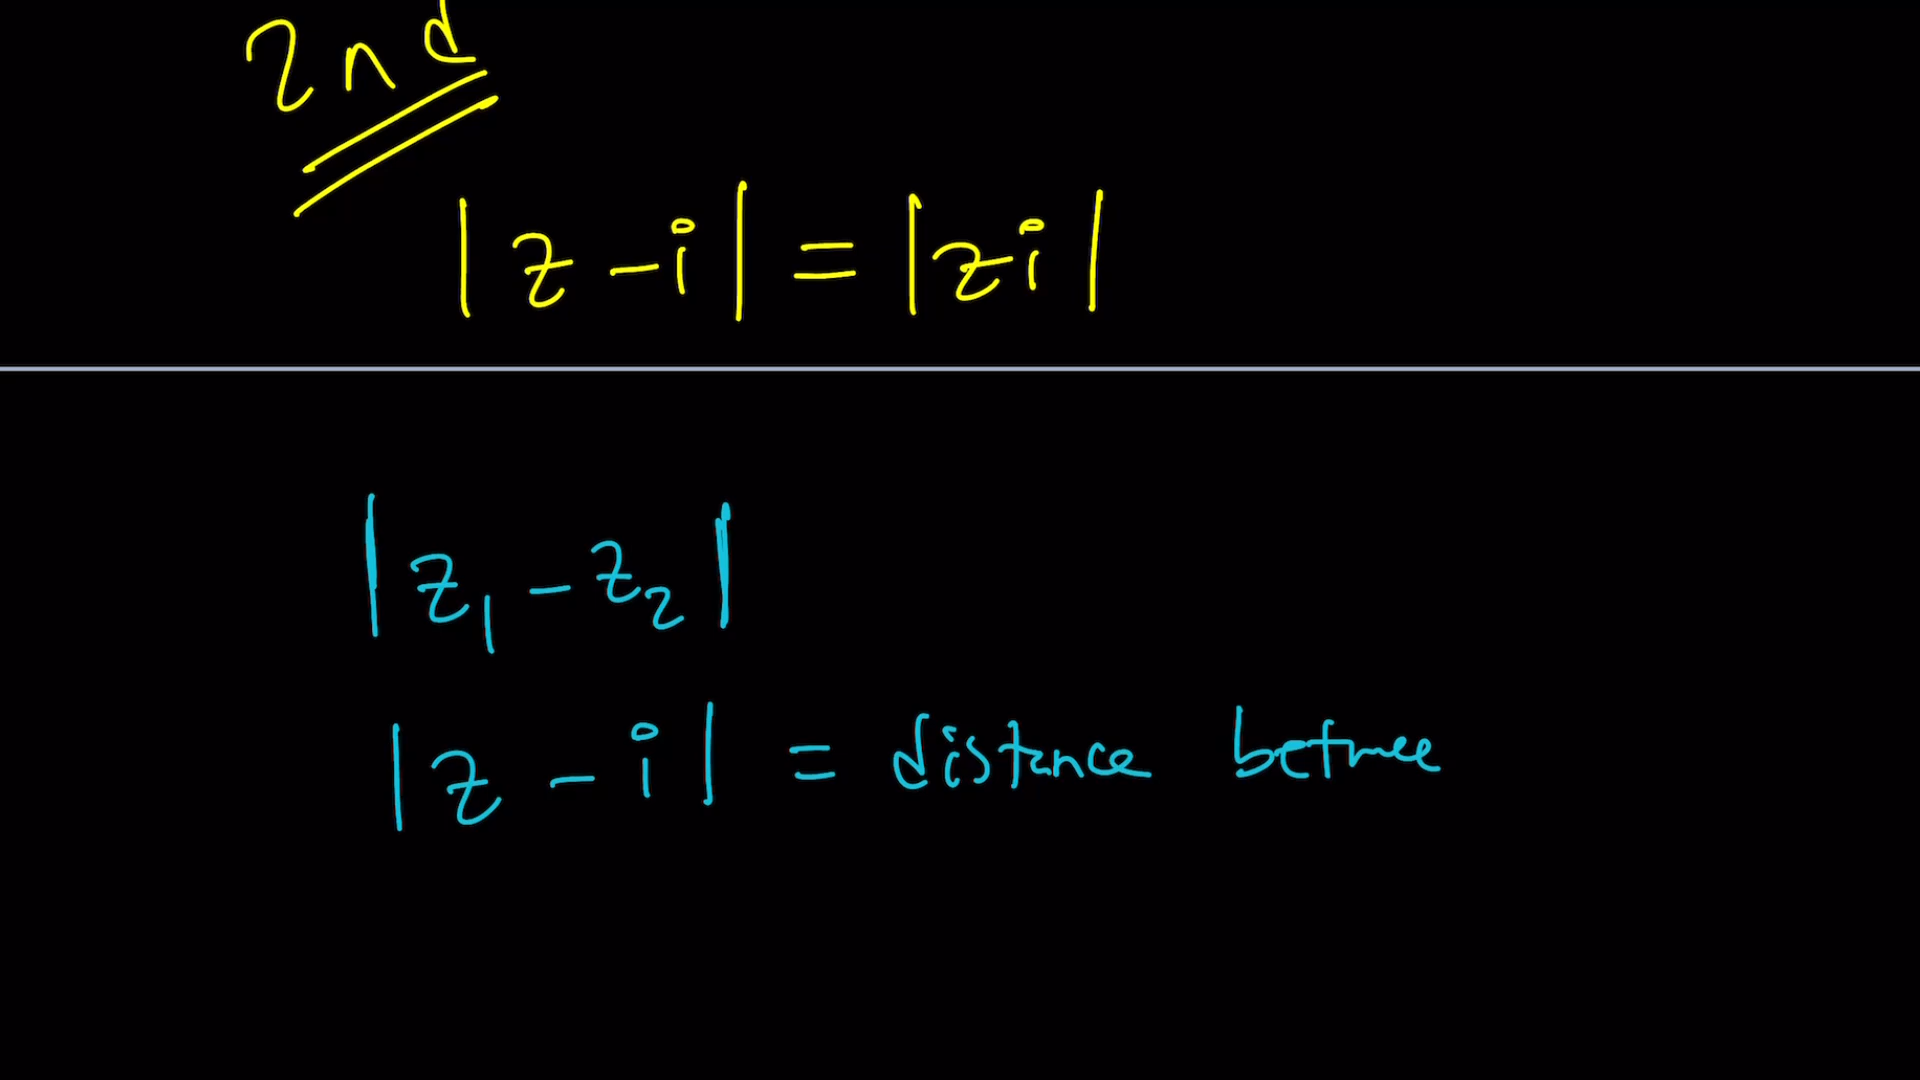 2nd
|z-i| = |zi|
|z₁-z₂|
|z-i| = distance betwee